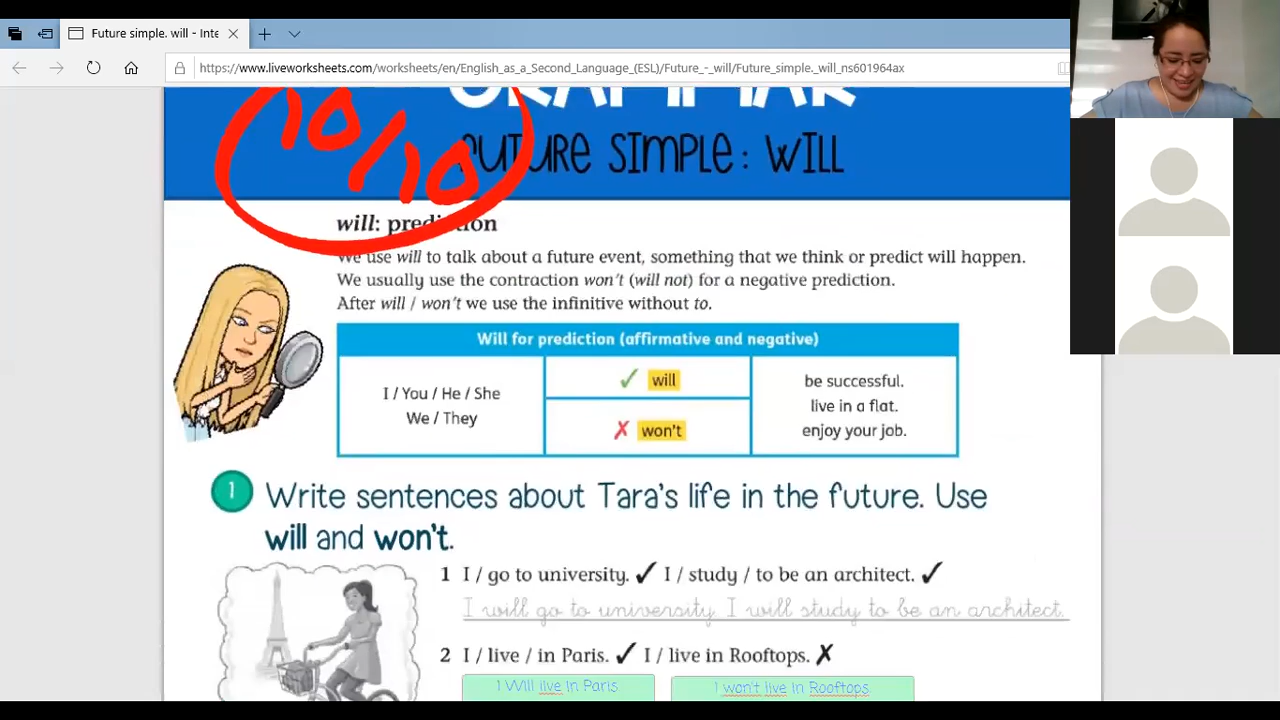 Future simple. will - Inte
https://www.liveworksheets.com/worksheets/en/English_as_a_Second_Language_(ESL)/Future_-_will/Future_simple._will_ns601964ax
GRAMMAR
10/10
FUTURE SIMPLE: WILL
will: prediction
We use will to talk about a future event, something that we think or predict will happen.
We usually use the contraction won't (will not) for a negative prediction.
After will / won't we use the infinitive without to.
Will for prediction (affirmative and negative)
I / You / He / She
We / They
✓ will
✗ won't
be successful.
live in a flat.
enjoy your job.
1 Write sentences about Tara's life in the future. Use
will and won't.
1 I / go to university. ✓ I / study / to be an architect. ✓
I will go to university. I will study to be an architect.
2 I / live / in Paris. ✓ I / live in Rooftops. ✗
I Will live In Paris
I won't live In Rooftops